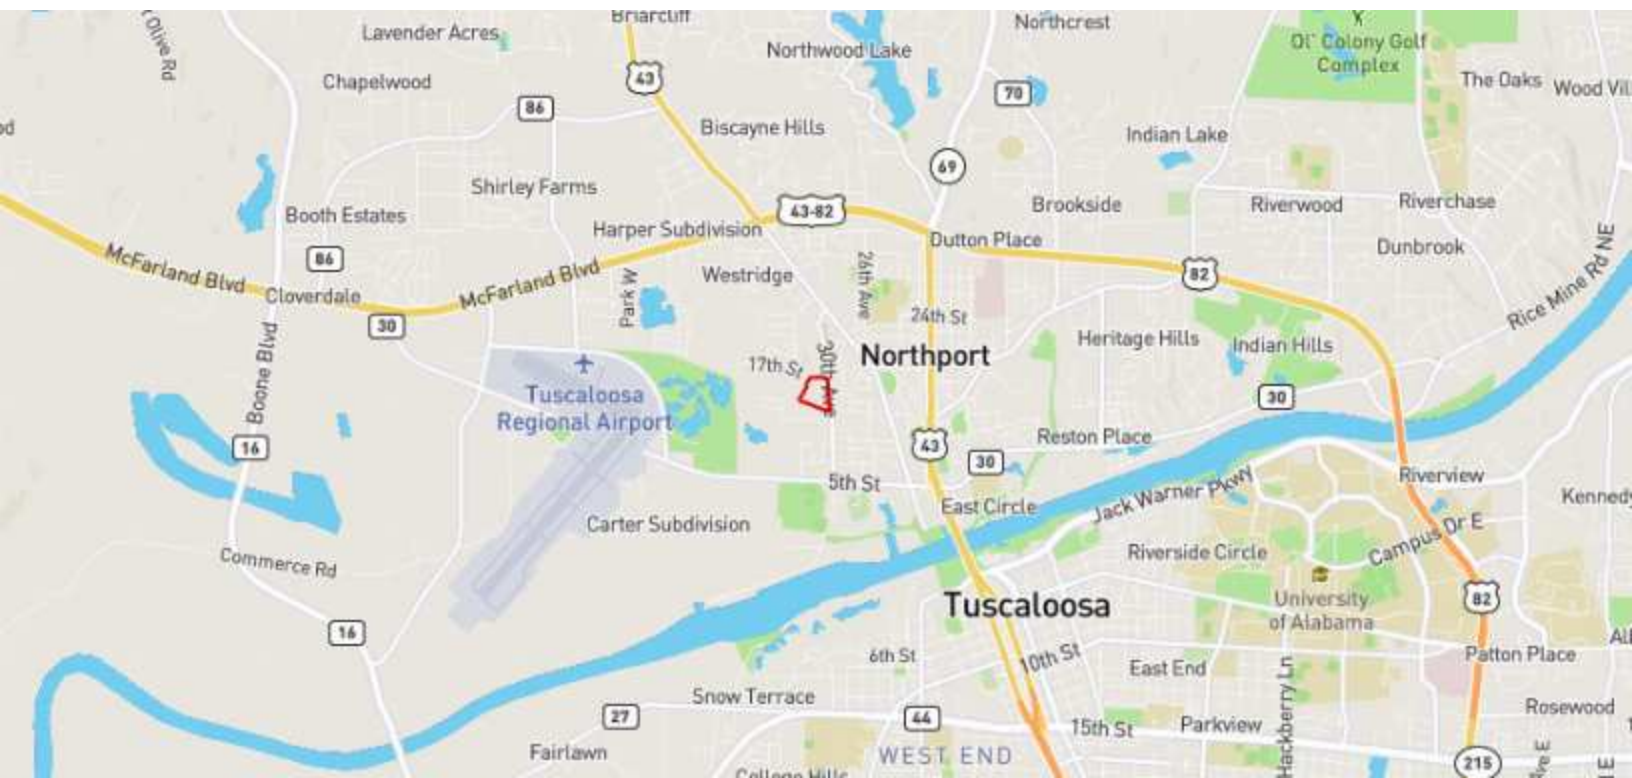 Briarcliff
Northcrest
Olive Rd
Lavender Acres
Ol' Colony Golf
Complex
Northwood Lake
Chapelwood
43
70
The Oaks
Wood Vil
86
Biscayne Hills
Indian Lake
69
Shirley Farms
Booth Estates
43-82
Brookside
Riverwood
Riverchase
Harper Subdivision
Dutton Place
Dunbrook
86
McFarland Blvd
McFarland Blvd
Westridge
26th Ave
82
Rice Mine Rd NE
Cloverdale
Park W
24th St
30
Heritage Hills
Indian Hills
Boone Blvd
17th St
30th Ave
Northport
Tuscaloosa
Regional Airport
30
16
43
Reston Place
30
Riverview
5th St
Jack Warner Pkwy
Kennedy
East Circle
Carter Subdivision
Campus Dr E
Riverside Circle
Commerce Rd
Tuscaloosa
University
of Alabama
82
16
6th St
10th St
East End
Patton Place
Hackberry Ln
Snow Terrace
27
44
15th St
Parkview
Rosewood
Fairlawn
WEST END
College Hills
215